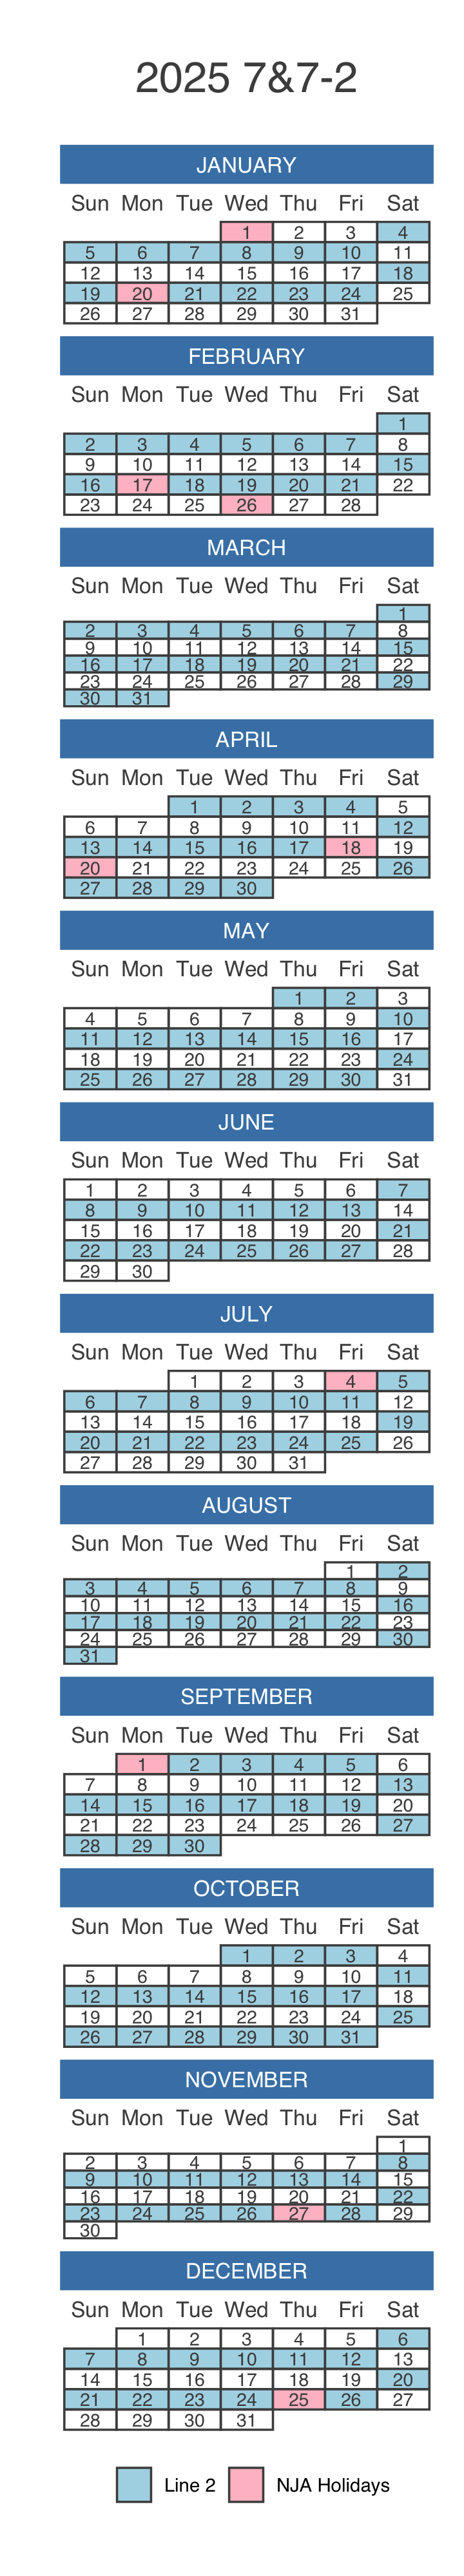 2025 7&7-2
JANUARY
Sun Mon Tue Wed Thu Fri Sat
1 2 3 4
5 6 7 8 9 10 11
12 13 14 15 16 17 18
19 20 21 22 23 24 25
26 27 28 29 30 31
FEBRUARY
Sun Mon Tue Wed Thu Fri Sat
1
2 3 4 5 6 7 8
9 10 11 12 13 14 15
16 17 18 19 20 21 22
23 24 25 26 27 28
MARCH
Sun Mon Tue Wed Thu Fri Sat
1
2 3 4 5 6 7 8
9 10 11 12 13 14 15
16 17 18 19 20 21 22
23 24 25 26 27 28 29
30 31
APRIL
Sun Mon Tue Wed Thu Fri Sat
1 2 3 4 5
6 7 8 9 10 11 12
13 14 15 16 17 18 19
20 21 22 23 24 25 26
27 28 29 30
MAY
Sun Mon Tue Wed Thu Fri Sat
1 2 3
4 5 6 7 8 9 10
11 12 13 14 15 16 17
18 19 20 21 22 23 24
25 26 27 28 29 30 31
JUNE
Sun Mon Tue Wed Thu Fri Sat
1 2 3 4 5 6 7
8 9 10 11 12 13 14
15 16 17 18 19 20 21
22 23 24 25 26 27 28
29 30
JULY
Sun Mon Tue Wed Thu Fri Sat
1 2 3 4 5
6 7 8 9 10 11 12
13 14 15 16 17 18 19
20 21 22 23 24 25 26
27 28 29 30 31
AUGUST
Sun Mon Tue Wed Thu Fri Sat
1 2
3 4 5 6 7 8 9
10 11 12 13 14 15 16
17 18 19 20 21 22 23
24 25 26 27 28 29 30
31
SEPTEMBER
Sun Mon Tue Wed Thu Fri Sat
1 2 3 4 5 6
7 8 9 10 11 12 13
14 15 16 17 18 19 20
21 22 23 24 25 26 27
28 29 30
OCTOBER
Sun Mon Tue Wed Thu Fri Sat
1 2 3 4
5 6 7 8 9 10 11
12 13 14 15 16 17 18
19 20 21 22 23 24 25
26 27 28 29 30 31
NOVEMBER
Sun Mon Tue Wed Thu Fri Sat
1
2 3 4 5 6 7 8
9 10 11 12 13 14 15
16 17 18 19 20 21 22
23 24 25 26 27 28 29
30
DECEMBER
Sun Mon Tue Wed Thu Fri Sat
1 2 3 4 5 6
7 8 9 10 11 12 13
14 15 16 17 18 19 20
21 22 23 24 25 26 27
28 29 30 31
Line 2 NJA Holidays